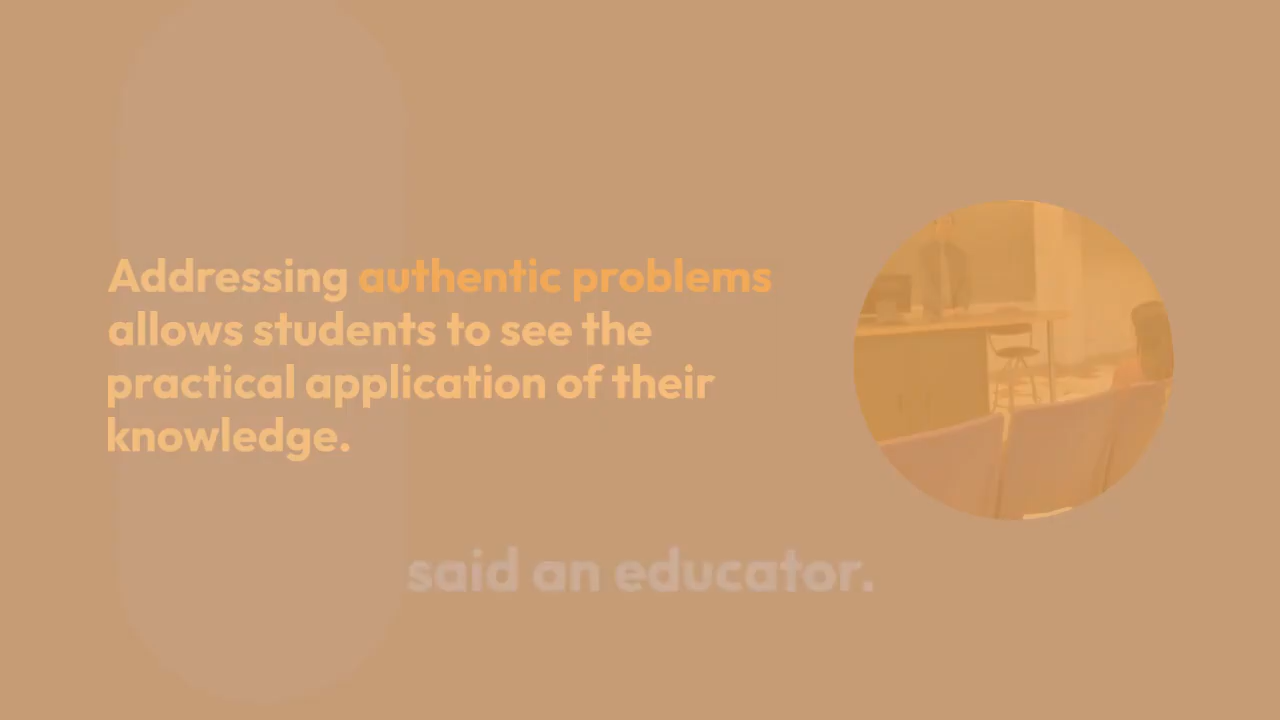 Addressing authentic problems
allows students to see the
practical application of their
knowledge.
said an educator.